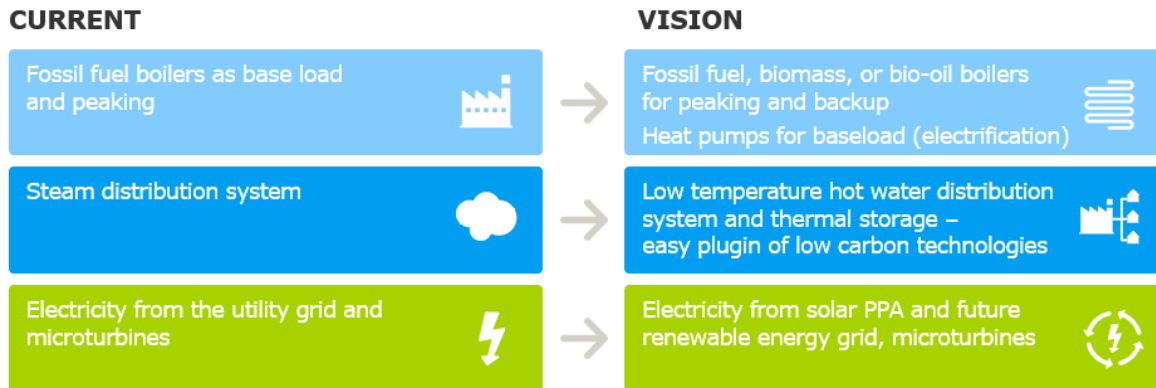 CURRENT
VISION
Fossil fuel boilers as base load
and peaking
Fossil fuel, biomass, or bio-oil boilers
for peaking and backup
Heat pumps for baseload (electrification)
Steam distribution system
Low temperature hot water distribution
system and thermal storage –
easy plugin of low carbon technologies
Electricity from the utility grid and
microturbines
Electricity from solar PPA and future
renewable energy grid, microturbines